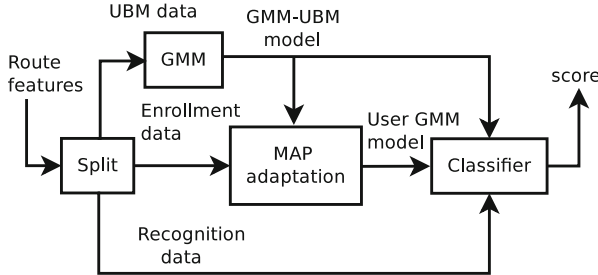 UBM data
GMM-UBM
model
Route
features
GMM
score
Enrollment
data
User GMM
model
Split
MAP
adaptation
Classifier
Recognition
data